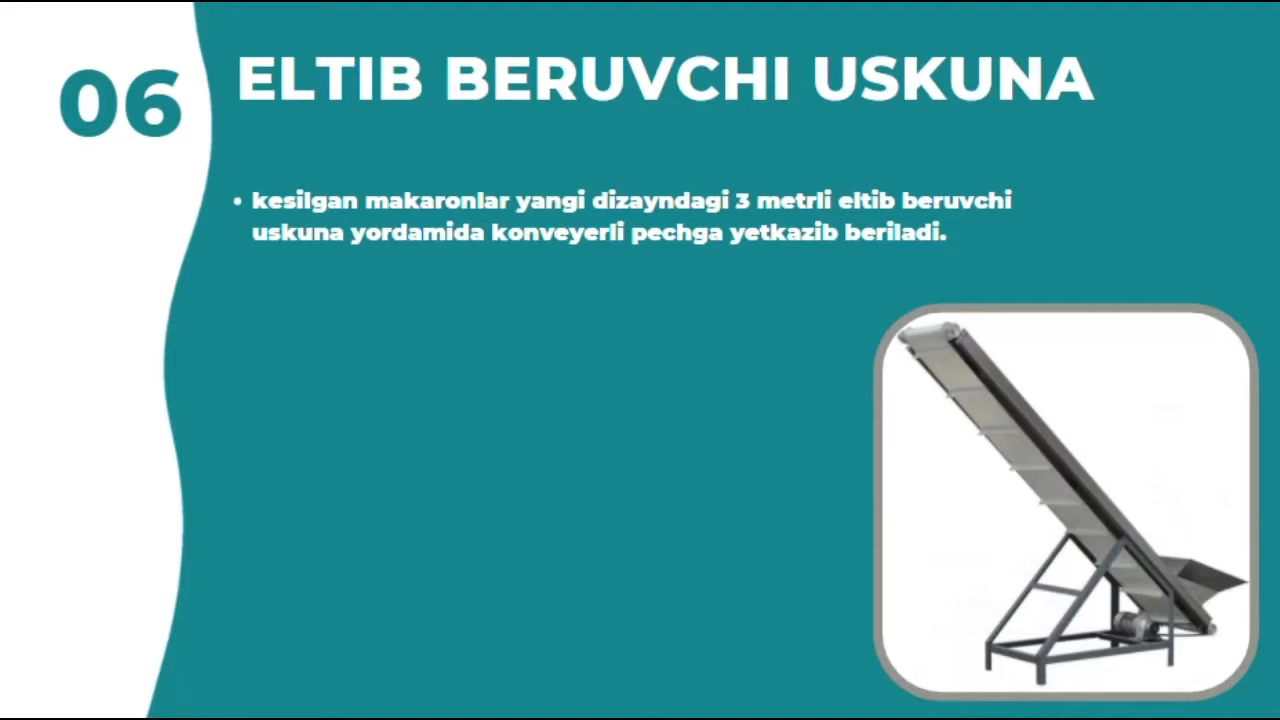 06
ELTIB BERUVCHI USKUNA
• kesilgan makaronlar yangi dizayndagi 3 metrli eltib beruvchi
uskuna yordamida konveyerli pechga yetkazib beriladi.